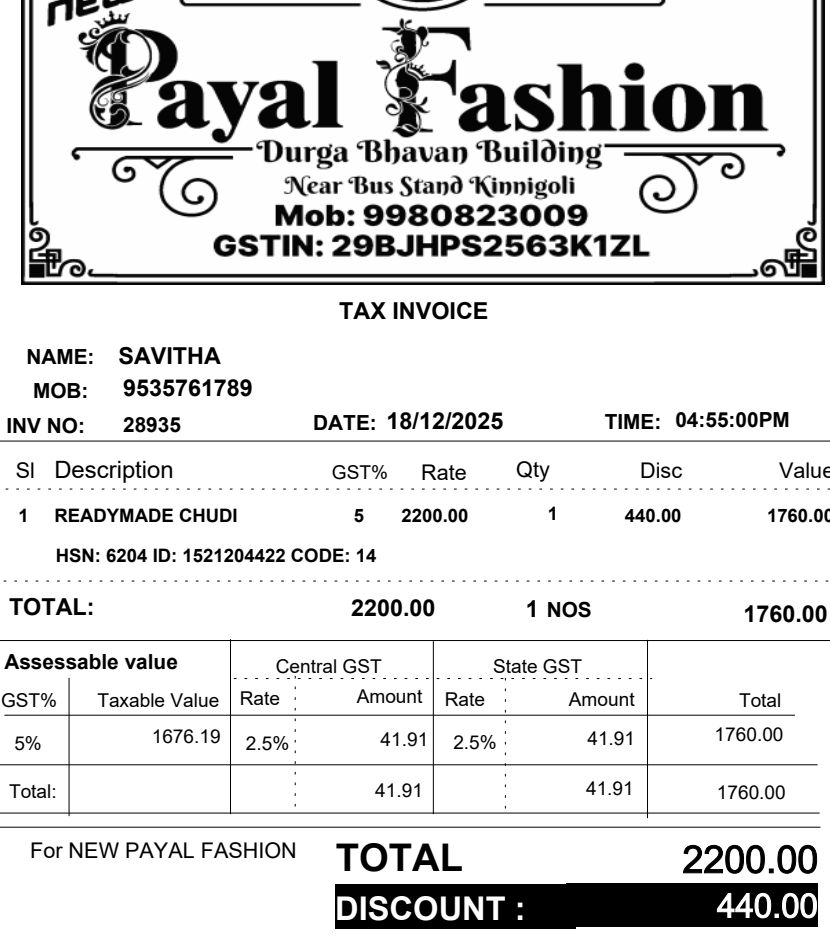 new
Payal Fashion
Durga Bhavan Building
Near Bus Stand Kinnigoli
Mob: 9980823009
GSTIN: 29BJHPS2563K1ZL
TAX INVOICE
NAME: SAVITHA
MOB: 9535761789
INV NO: 28935 DATE: 18/12/2025 TIME: 04:55:00PM
Sl Description GST% Rate Qty Disc Value
1 READYMADE CHUDI 5 2200.00 1 440.00 1760.00
HSN: 6204 ID: 1521204422 CODE: 14
TOTAL: 2200.00 1 NOS 1760.00
Assessable value Central GST State GST
GST% Taxable Value Rate Amount Rate Amount Total
5% 1676.19 2.5% 41.91 2.5% 41.91 1760.00
Total: 41.91 41.91 1760.00
For NEW PAYAL FASHION TOTAL 2200.00
DISCOUNT : 440.00